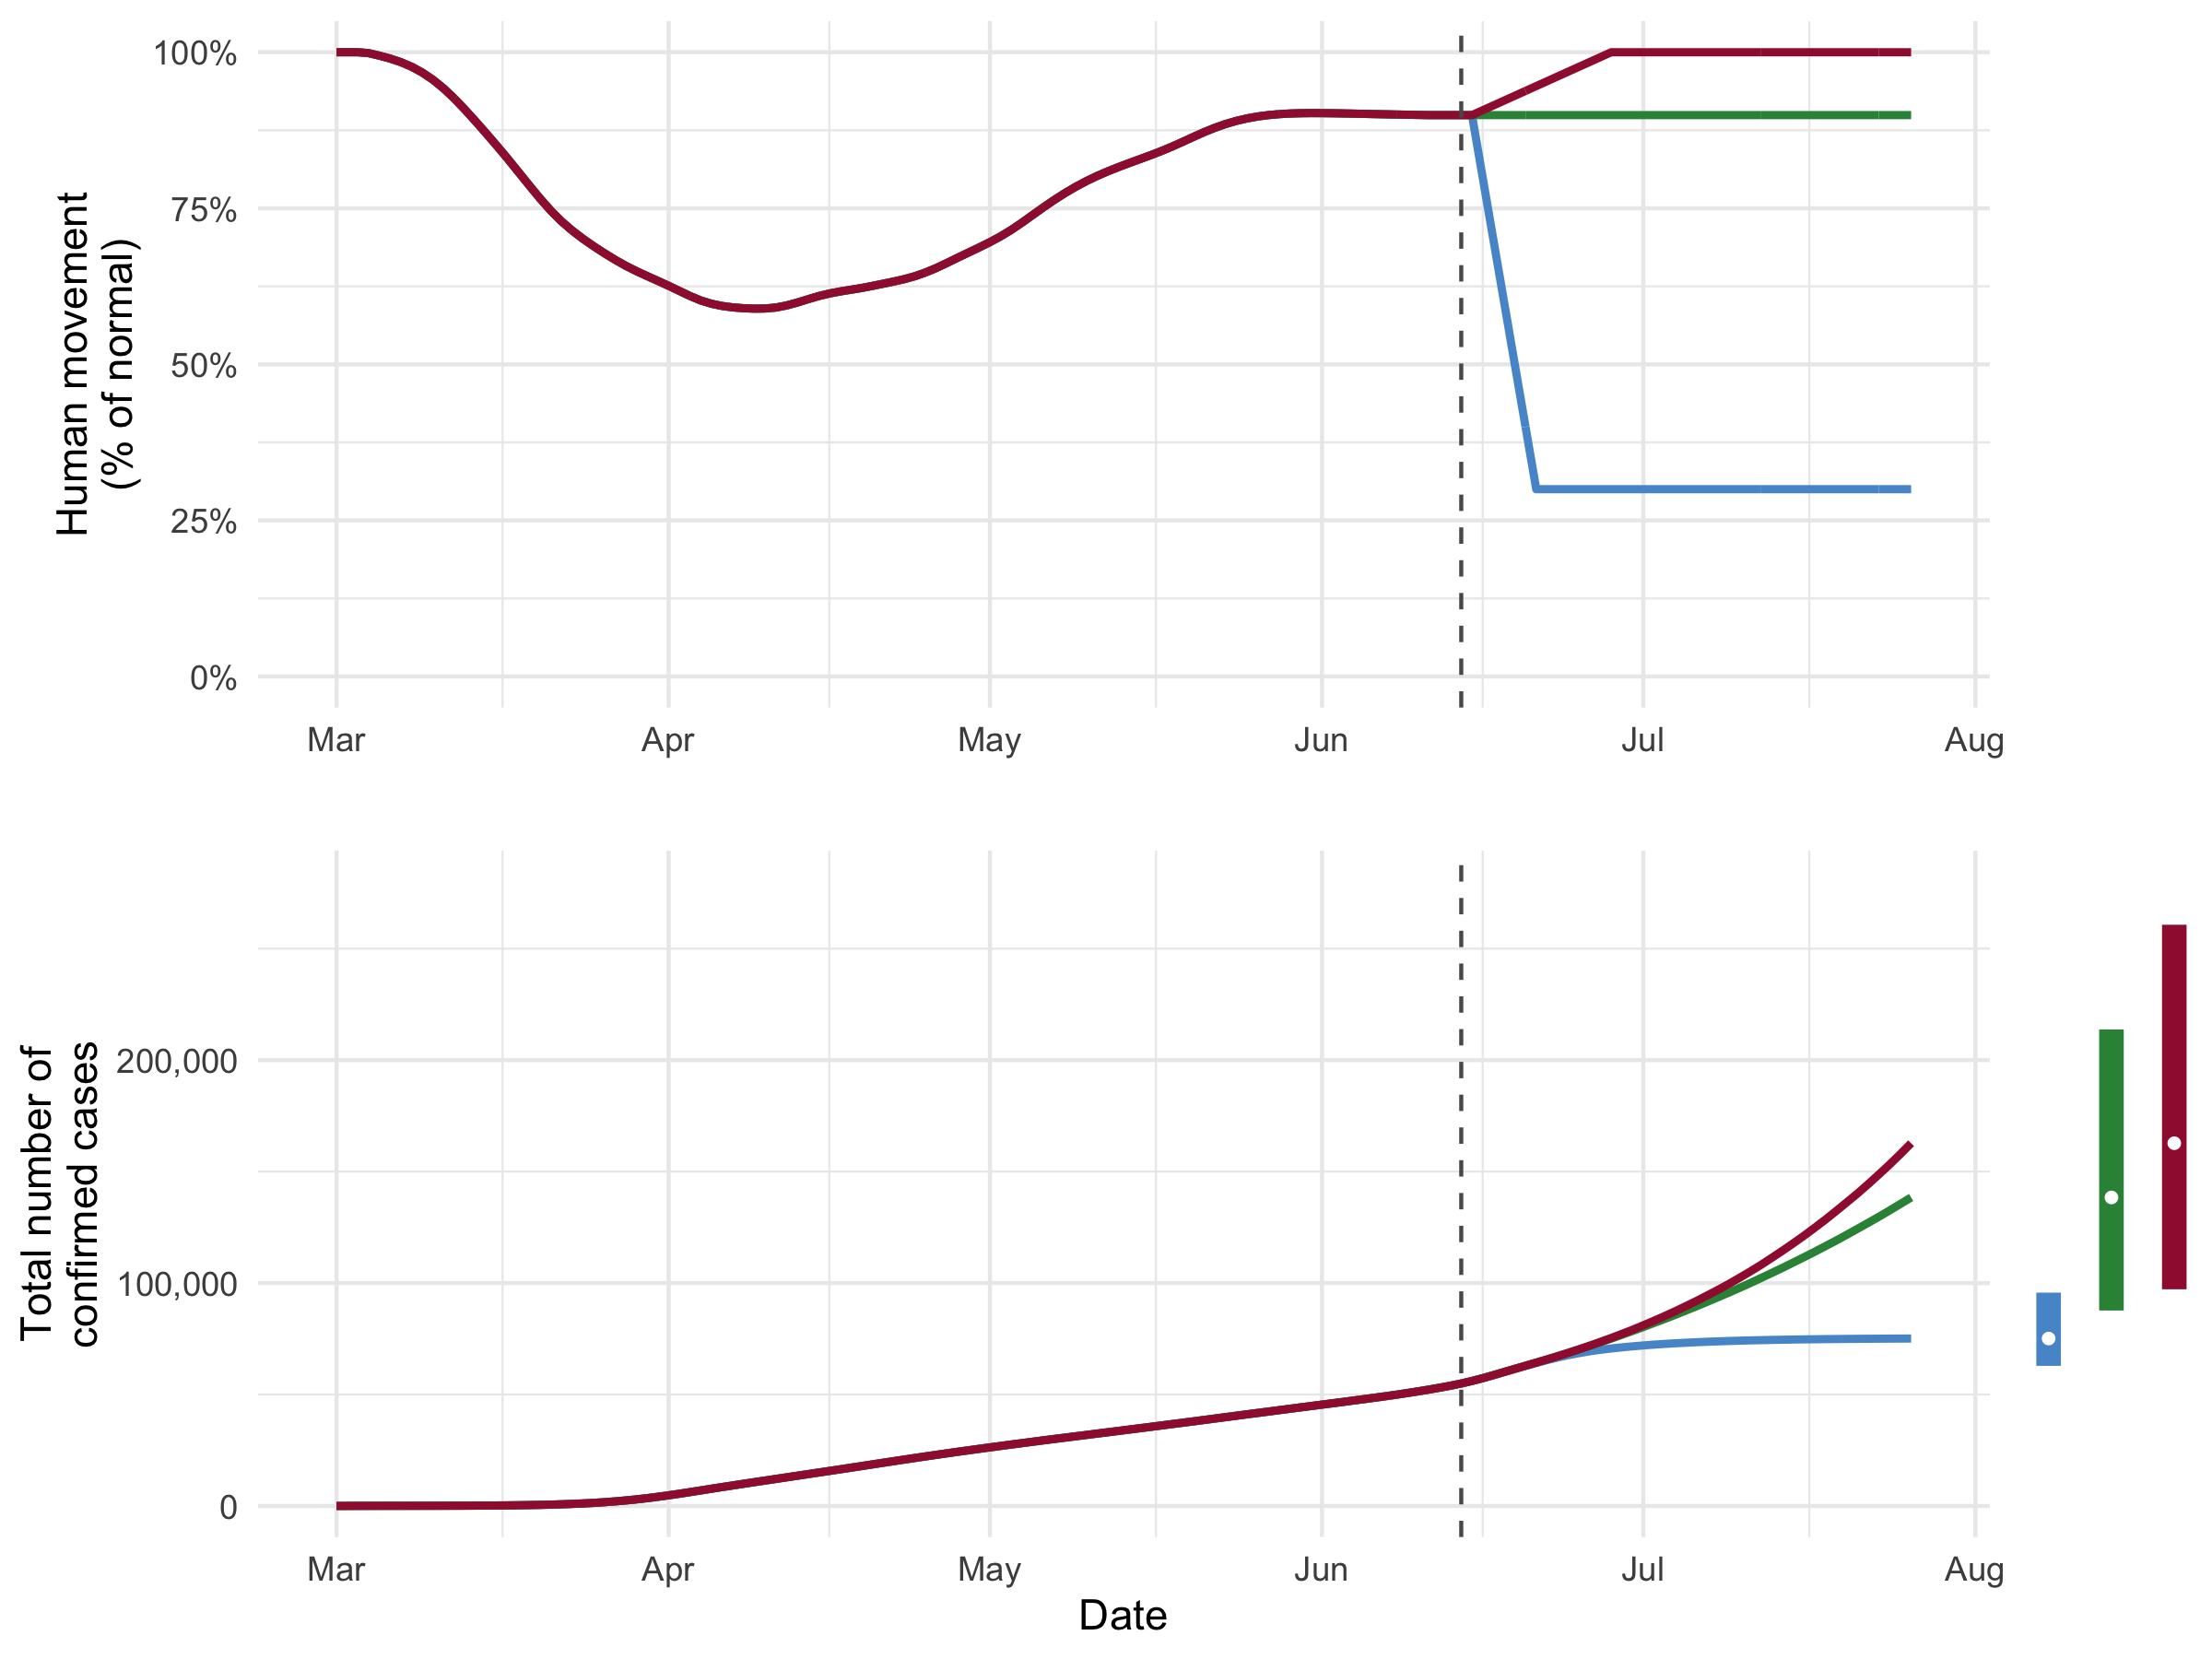 Human movement
(% of normal)
100%
75%
50%
25%
0%
Mar Apr May Jun Jul Aug
Total number of
confirmed cases
200,000
100,000
0
Mar Apr May Jun Jul Aug
Date